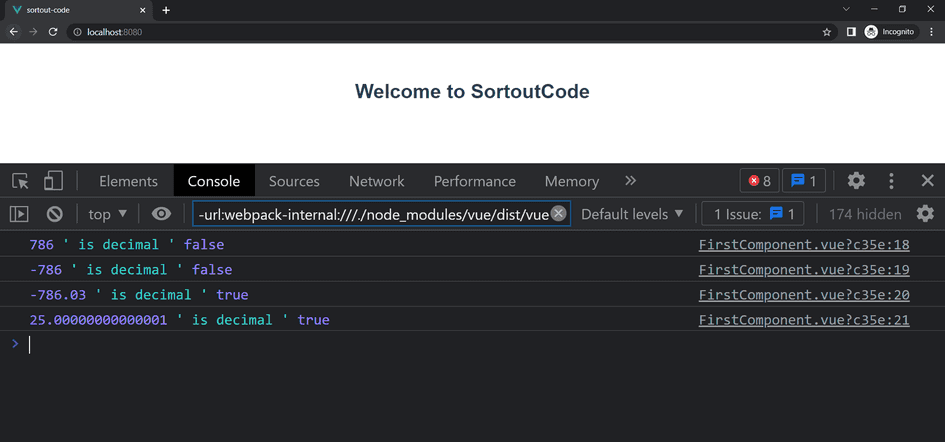 sortout-code
localhost:8080
Incognito
Welcome to SortoutCode
Elements Console Sources Network Performance Memory 8 1
top -url:webpack-internal:///./node_modules/vue/dist/vue Default levels 1 Issue: 1 174 hidden
786 ' is decimal ' false FirstComponent.vue?c35e:18
-786 ' is decimal ' false FirstComponent.vue?c35e:19
-786.03 ' is decimal ' true FirstComponent.vue?c35e:20
25.00000000000001 ' is decimal ' true FirstComponent.vue?c35e:21